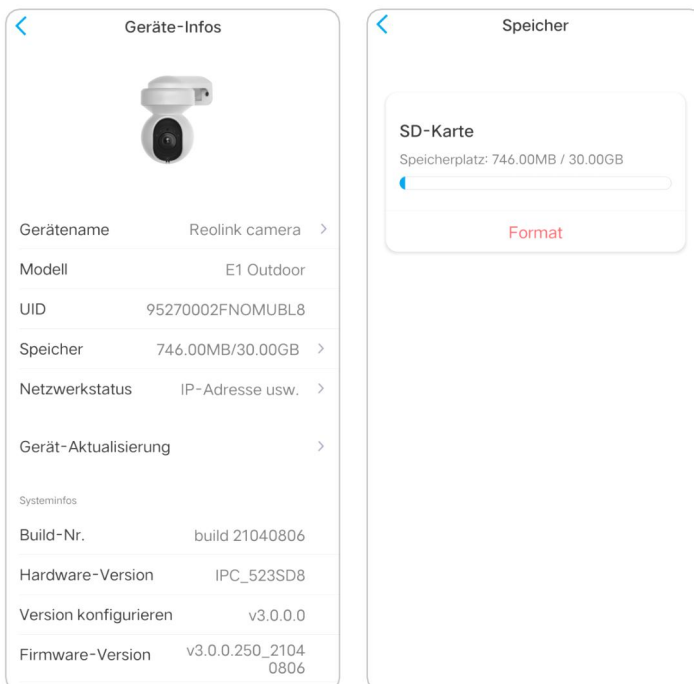 Geräte-Infos
Gerätename Reolink camera
Modell E1 Outdoor
UID 95270002FNOMUBL8
Speicher 746.00MB/30.00GB
Netzwerkstatus IP-Adresse usw.
Gerät-Aktualisierung
Systeminfos
Build-Nr. build 21040806
Hardware-Version IPC_523SD8
Version konfigurieren v3.0.0.0
Firmware-Version v3.0.0.250_2104
0806
Speicher
SD-Karte
Speicherplatz: 746.00MB / 30.00GB
Format